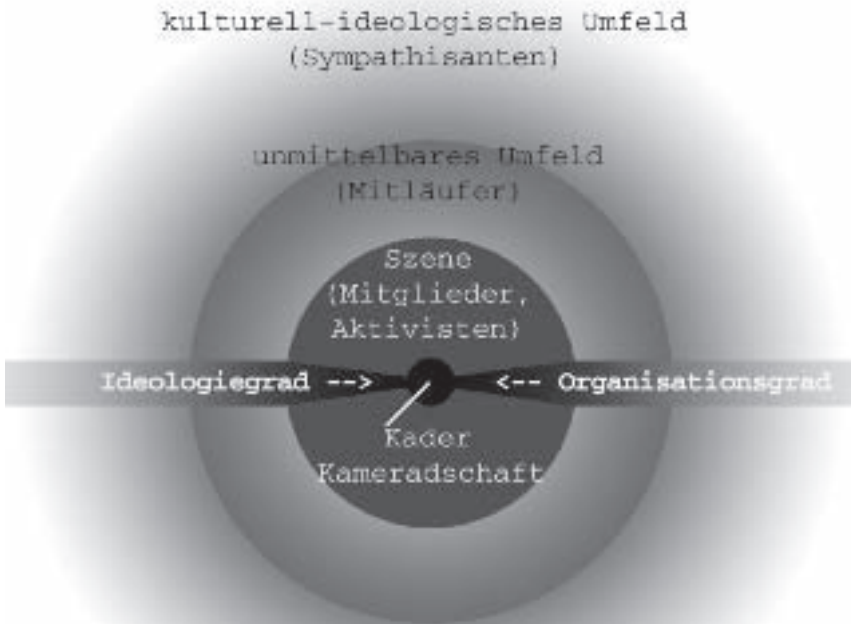 kulturell-ideologisches Umfeld
(Sympathisanten)
unmittelbares Umfeld
(Mitläufer)
Szene
(Mitglieder,
Aktivisten)
Ideologiegrad --> <-- Organisationsgrad
Kader
Kameradschaft